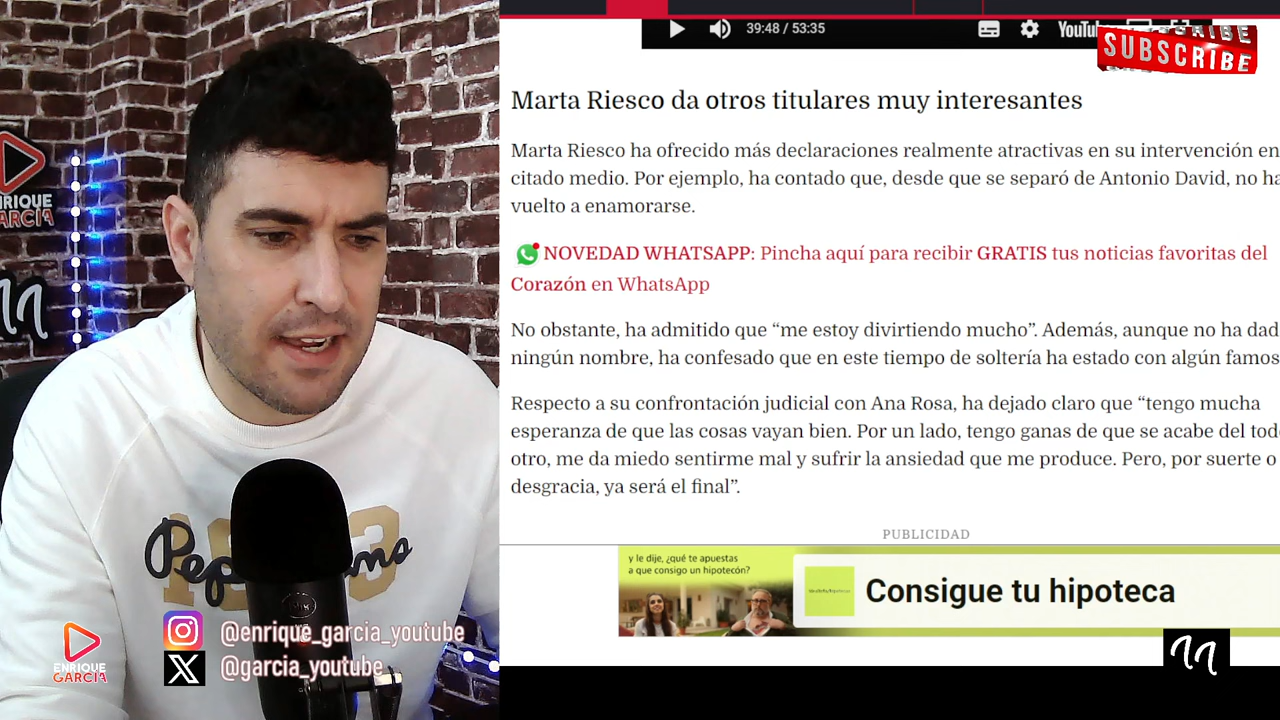 39:48 / 53:35
YouTube
SUBSCRIBE
Marta Riesco da otros titulares muy interesantes
Marta Riesco ha ofrecido más declaraciones realmente atractivas en su intervención en
citado medio. Por ejemplo, ha contado que, desde que se separó de Antonio David, no ha
vuelto a enamorarse.
NOVEDAD WHATSAPP: Pincha aquí para recibir GRATIS tus noticias favoritas del
Corazón en WhatsApp
No obstante, ha admitido que “me estoy divirtiendo mucho”. Además, aunque no ha dad
ningún nombre, ha confesado que en este tiempo de soltería ha estado con algún famos
Respecto a su confrontación judicial con Ana Rosa, ha dejado claro que “tengo mucha
esperanza de que las cosas vayan bien. Por un lado, tengo ganas de que se acabe del tod
otro, me da miedo sentirme mal y sufrir la ansiedad que me produce. Pero, por suerte o
desgracia, ya será el final”.
PUBLICIDAD
y le dije, ¿qué te apuestas
a que consigo un hipotecón?
Consigue tu hipoteca
@enrique_garcia_youtube
@garcia_youtube
ENRIQUE
GARCÍA